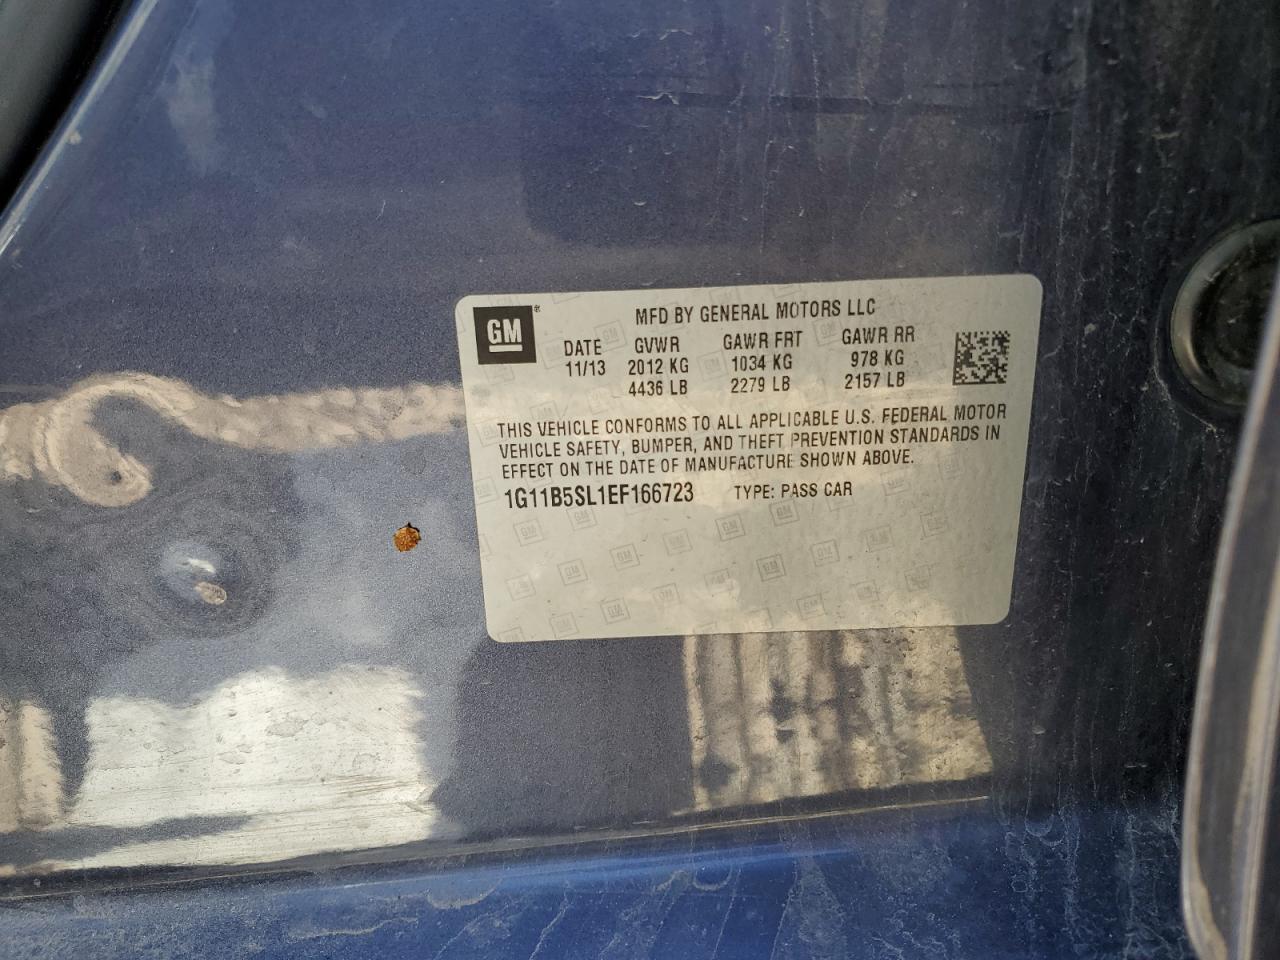 GM
MFD BY GENERAL MOTORS LLC
DATE GVWR GAWR FRT GAWR RR
11/13 2012 KG 1034 KG 978 KG
4436 LB 2279 LB 2157 LB
THIS VEHICLE CONFORMS TO ALL APPLICABLE U.S. FEDERAL MOTOR
VEHICLE SAFETY, BUMPER, AND THEFT PREVENTION STANDARDS IN
EFFECT ON THE DATE OF MANUFACTURE SHOWN ABOVE.
1G11B5SL1EF166723 TYPE: PASS CAR